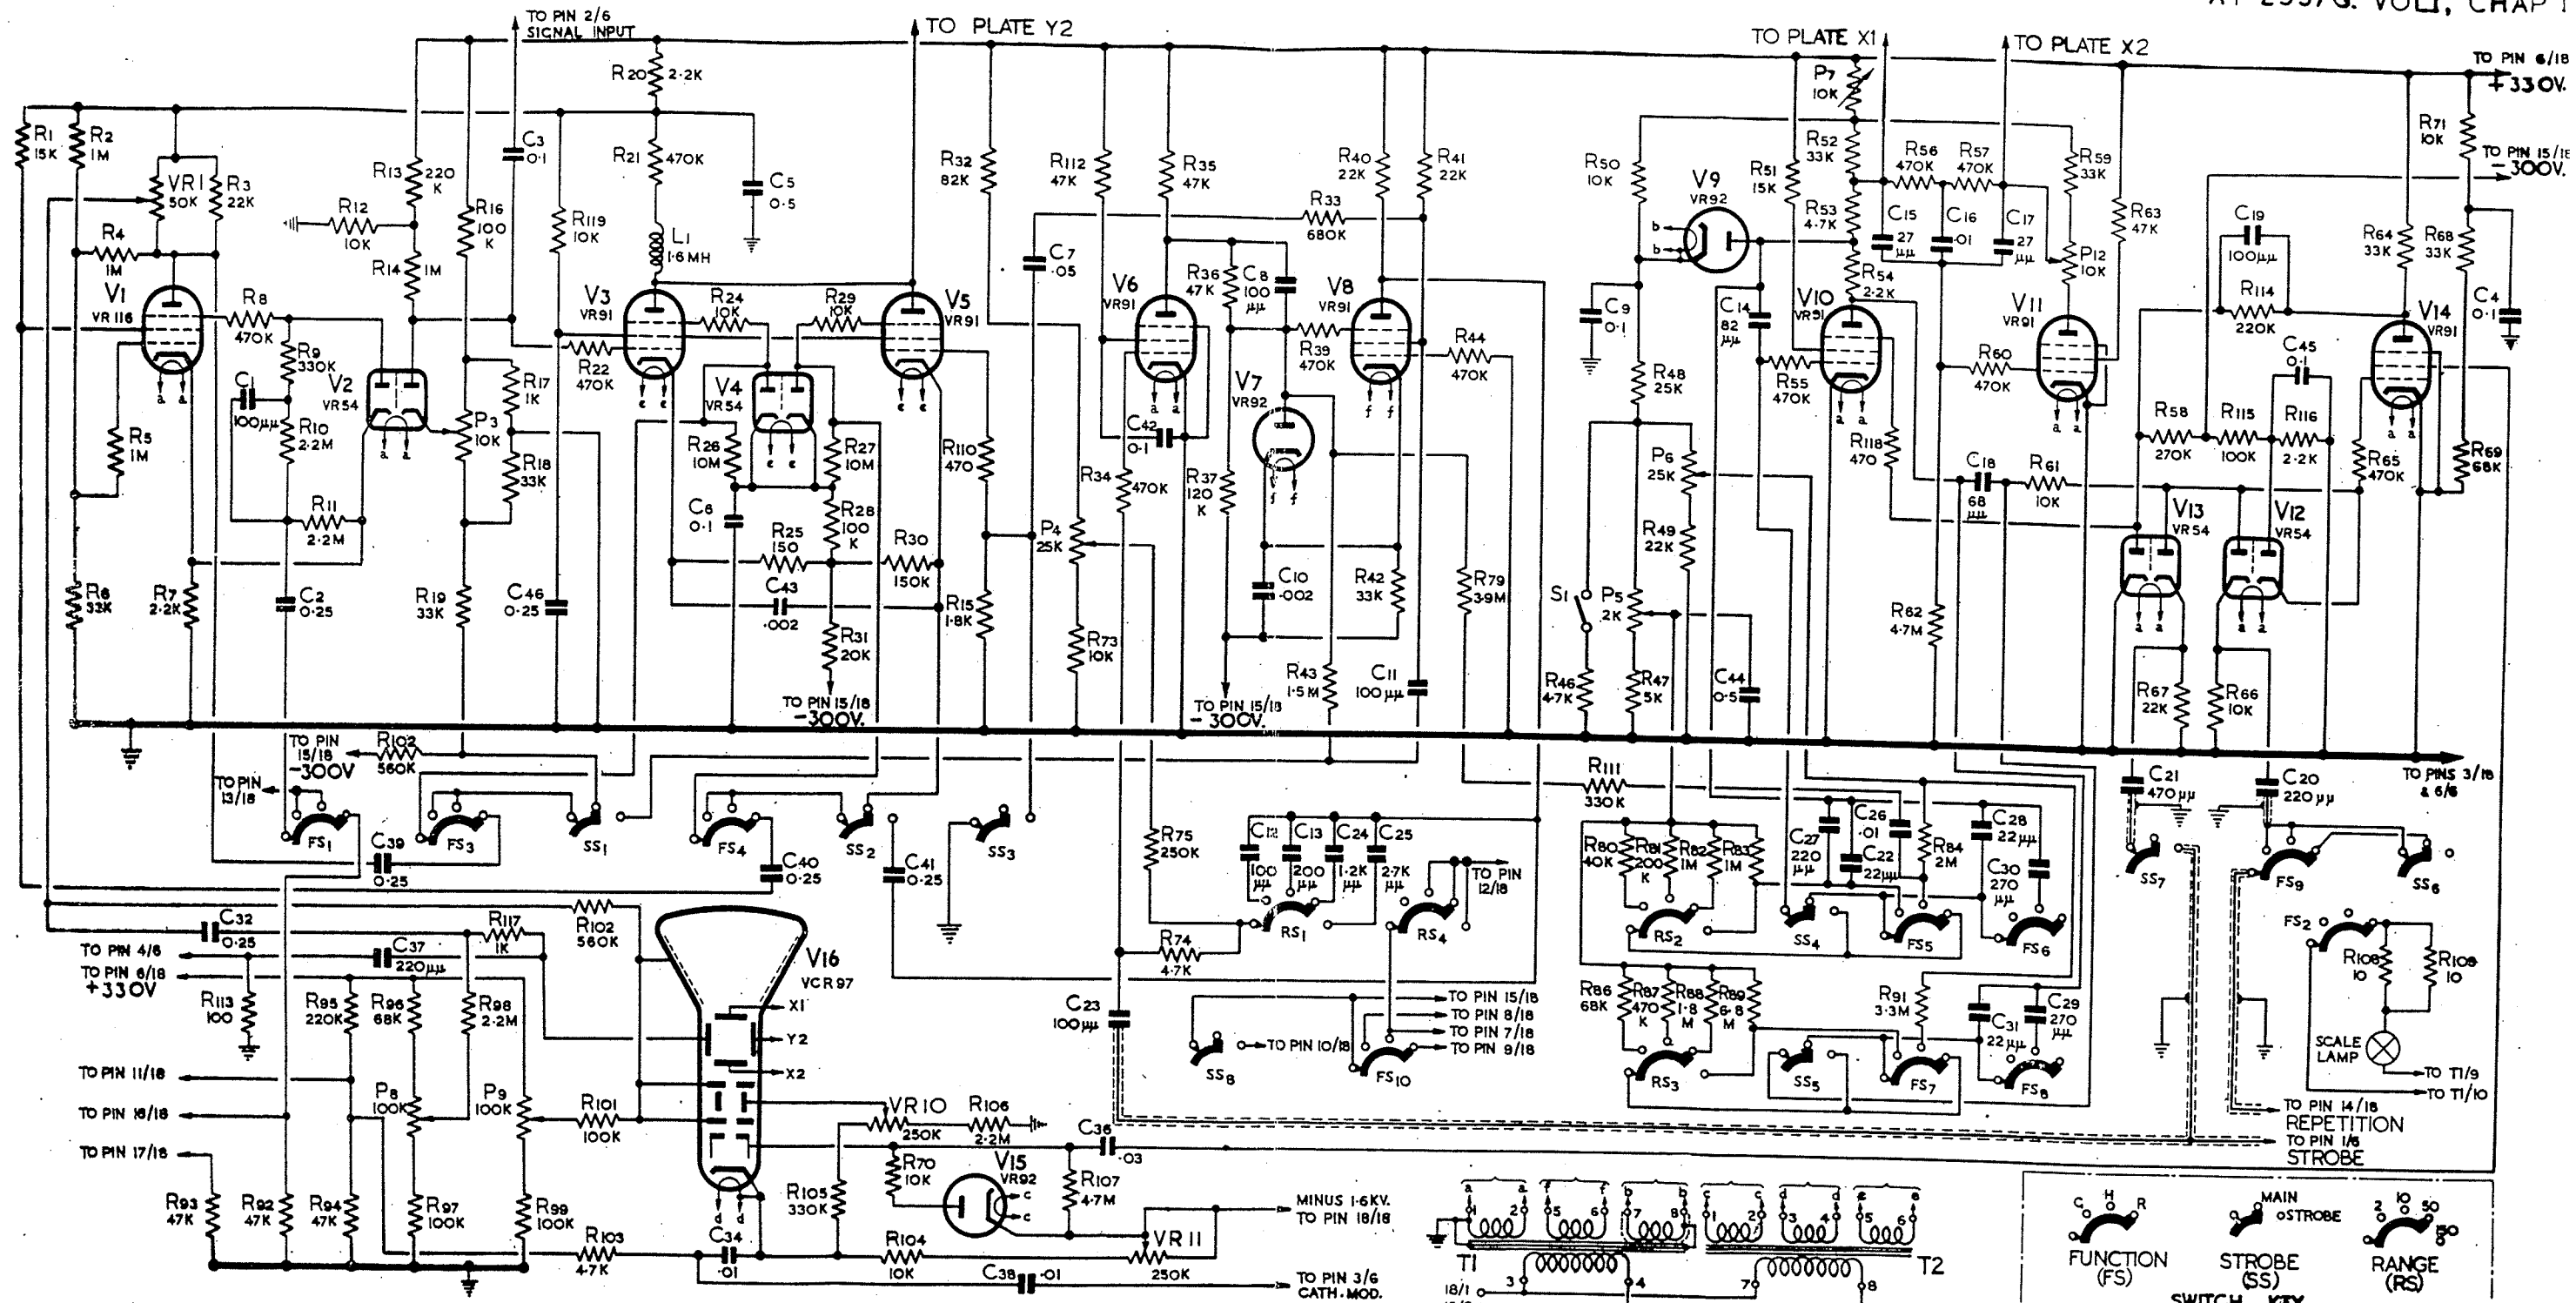 TO PIN 2/6
SIGNAL INPUT
TO PLATE Y2
TO PLATE X1
TO PLATE X2
TO PIN 6/18
+330V.
R1
15K
R2
1M
VR1
50K
R3
22K
R4
1M
V1
VR116
R5
1M
R6
33K
R7
2.2K
R8
470K
R9
330K
C1
100μμ
R10
2.2M
R11
2.2M
C2
0.25
R12
10K
R13
220
K
R14
1M
V2
VR54
R16
100
K
P3
10K
R17
1K
R18
33K
R19
33K
C3
0.1
R20
2.2K
R21
470K
L1
1.6MH
C5
0.5
R119
10K
R22
470K
V3
VR91
R24
10K
R29
10K
V4
VR54
V5
VR91
R26
10M
R27
10M
C6
0.1
R25
150
R28
100
K
R30
150K
C43
.002
R31
20K
C46
0.25
TO PIN 15/18
-300V.
R32
82K
R110
470
R15
1.8K
C7
.05
P4
25K
R73
10K
R112
47K
R35
47K
V6
VR91
C42
0.1
R34
470K
R36
47K
C8
100
μμ
R33
680K
R37
120
K
V7
VR92
R39
470K
R40
22K
R41
22K
V8
VR91
R44
470K
C10
.002
R42
33K
R79
3.9M
R43
1.5M
C11
100μμ
TO PIN 15/18
-300V.
R50
10K
V9
VR92
b
b
C9
0.1
R48
25K
P6
25K
R49
22K
S1
P5
2K
R46
4.7K
R47
5K
C44
0.5
P7
10K
R51
15K
R52
33K
R53
4.7K
R54
2.2K
C14
82
μμ
V10
VR91
R55
470K
R118
470
R56
470K
R57
470K
C15
27
μμ
C16
.01
C17
27
μμ
R59
33K
P12
10K
R63
47K
V11
VR91
R60
470K
C18
68
μμ
R61
10K
R62
4.7M
R71
10K
TO PIN 15/18
-300V.
C19
100μμ
R114
220K
R64
33K
R68
33K
C4
0.1
V14
VR91
C45
0.1
R58
270K
R115
100K
R116
2.2K
R65
470K
R69
68K
V13
VR54
V12
VR54
R67
22K
R66
10K
TO PINS 3/18
& 6/6
TO PIN
15/18
-300V
R102
560K
TO PIN
13/18
FS1
C39
0.25
FS3
SS1
FS4
C40
0.25
SS2
C41
0.25
SS3
R75
250K
C12
100
μμ
C13
200
μμ
C24
1.2K
μμ
C25
2.7K
μμ
RS1
RS4
TO PIN
12/18
R74
4.7K
C23
100μμ
R111
330K
R80
40K
R81
200
K
R82
1M
R83
1M
RS2
C27
220
μμ
C26
.01
C22
22μμ
R84
2M
C28
22μμ
C30
270
μμ
SS4
FS5
FS6
R86
68K
R87
470
K
R88
1.8
M
R89
6.8
M
RS3
R91
3.3M
C31
22μμ
C29
270
μμ
SS5
FS7
FS8
C21
470μμ
C20
220μμ
SS7
FS9
SS6
FS2
R108
10
R109
10
SCALE
LAMP
TO T1/9
TO T1/10
TO PIN 14/18
REPETITION
TO PIN 1/6
STROBE
C32
0.25
R117
1K
R102
560K
TO PIN 4/6
C37
220μμ
TO PIN 6/18
+330V
R113
100
R95
220K
R96
68K
R98
2.2M
TO PIN 11/18
TO PIN 16/18
TO PIN 17/18
P8
100K
P9
100K
R101
100K
R93
47K
R92
47K
R94
47K
R97
100K
R99
100K
R103
4.7K
V16
VCR97
X1
Y2
X2
VR10
250K
R106
2.2M
C36
.03
R70
10K
V15
VR92
R107
4.7M
R105
330K
C34
.01
R104
10K
VR11
250K
C38
.01
MINUS 1.6KV.
TO PIN 18/18
TO PIN 3/6
CATH.MOD.
SS8
TO PIN 10/18
FS10
TO PIN 15/18
TO PIN 8/18
TO PIN 7/18
TO PIN 9/18
T1
T2
18/1
G
H
R
FUNCTION
(FS)
MAIN
STROBE
STROBE
(SS)
2
10
50
150
RANGE
(RS)
SWITCH KEY